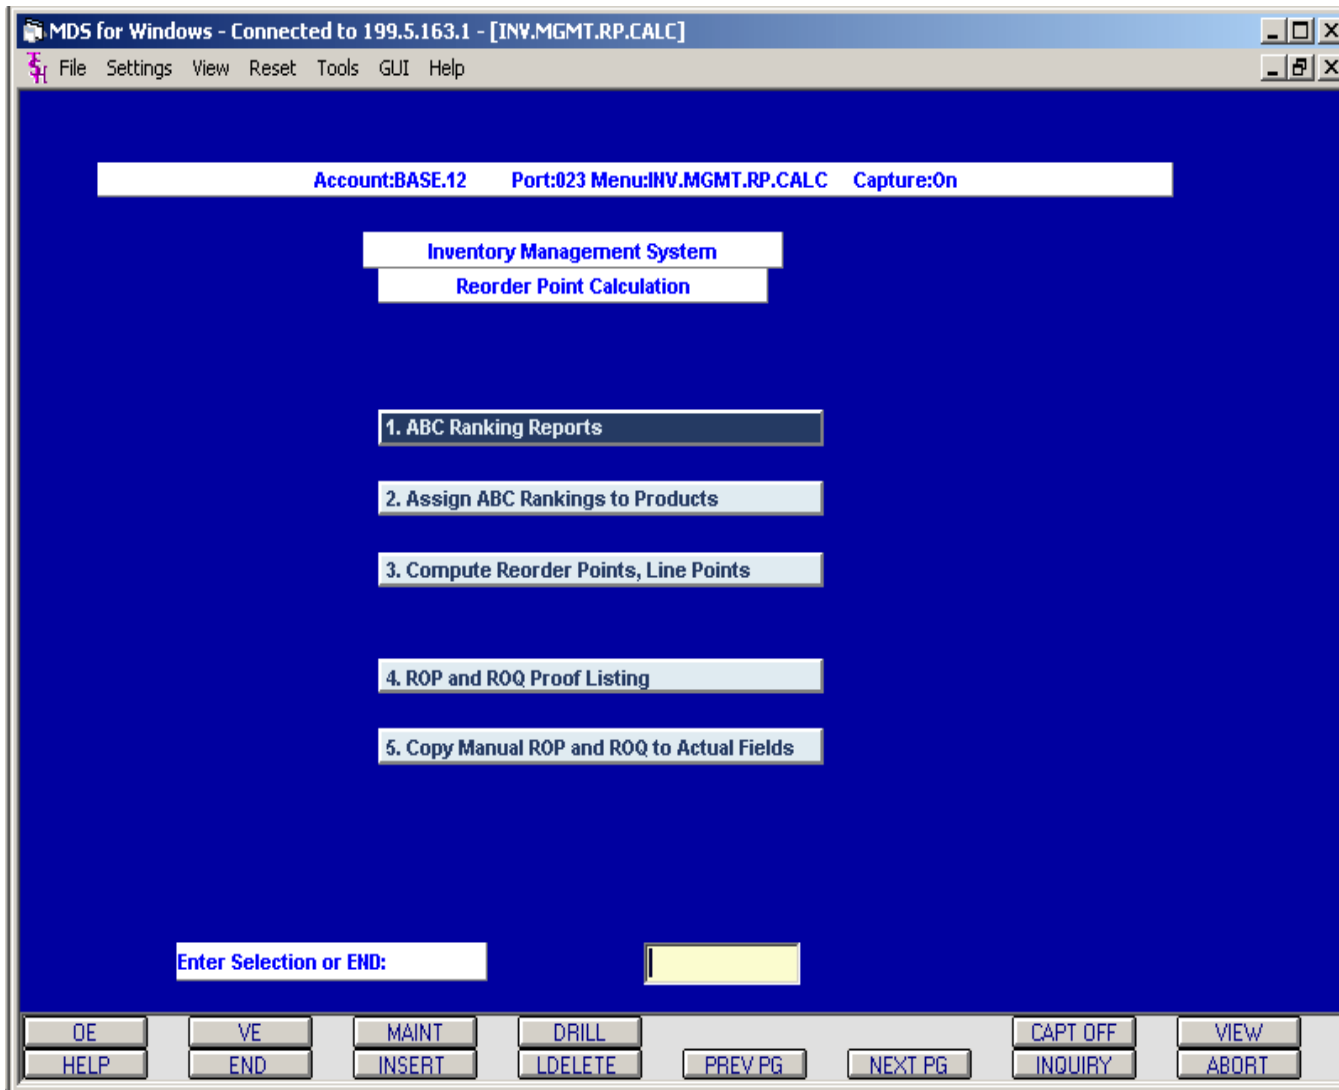 MDS for Windows - Connected to 199.5.163.1 - [INV.MGMT.RP.CALC]
File Settings View Reset Tools GUI Help
Account:BASE.12 Port:023 Menu:INV.MGMT.RP.CALC Capture:On
Inventory Management System
Reorder Point Calculation
1. ABC Ranking Reports
2. Assign ABC Rankings to Products
3. Compute Reorder Points, Line Points
4. ROP and ROQ Proof Listing
5. Copy Manual ROP and ROQ to Actual Fields
Enter Selection or END:
OE VE MAINT DRILL CAPT OFF VIEW
HELP END INSERT LDELETE PREV PG NEXT PG INQUIRY ABORT